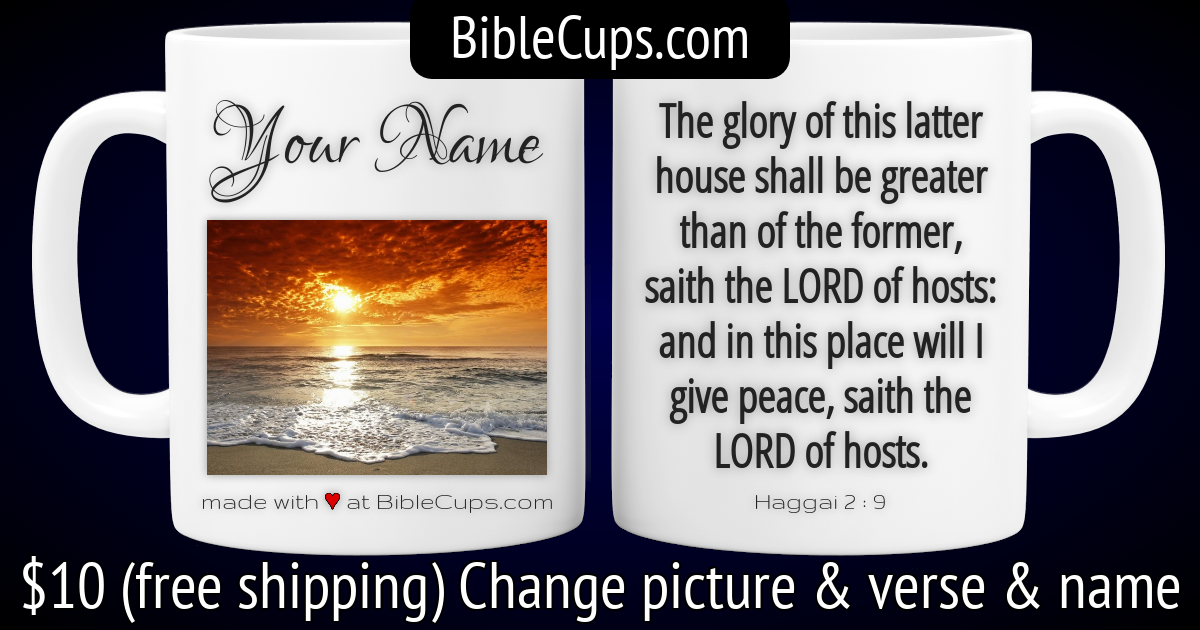 BibleCups.com
Your Name
made with ♥ at BibleCups.com
The glory of this latter
house shall be greater
than of the former,
saith the LORD of hosts:
and in this place will I
give peace, saith the
LORD of hosts.
Haggai 2 : 9
$10 (free shipping) Change picture & verse & name